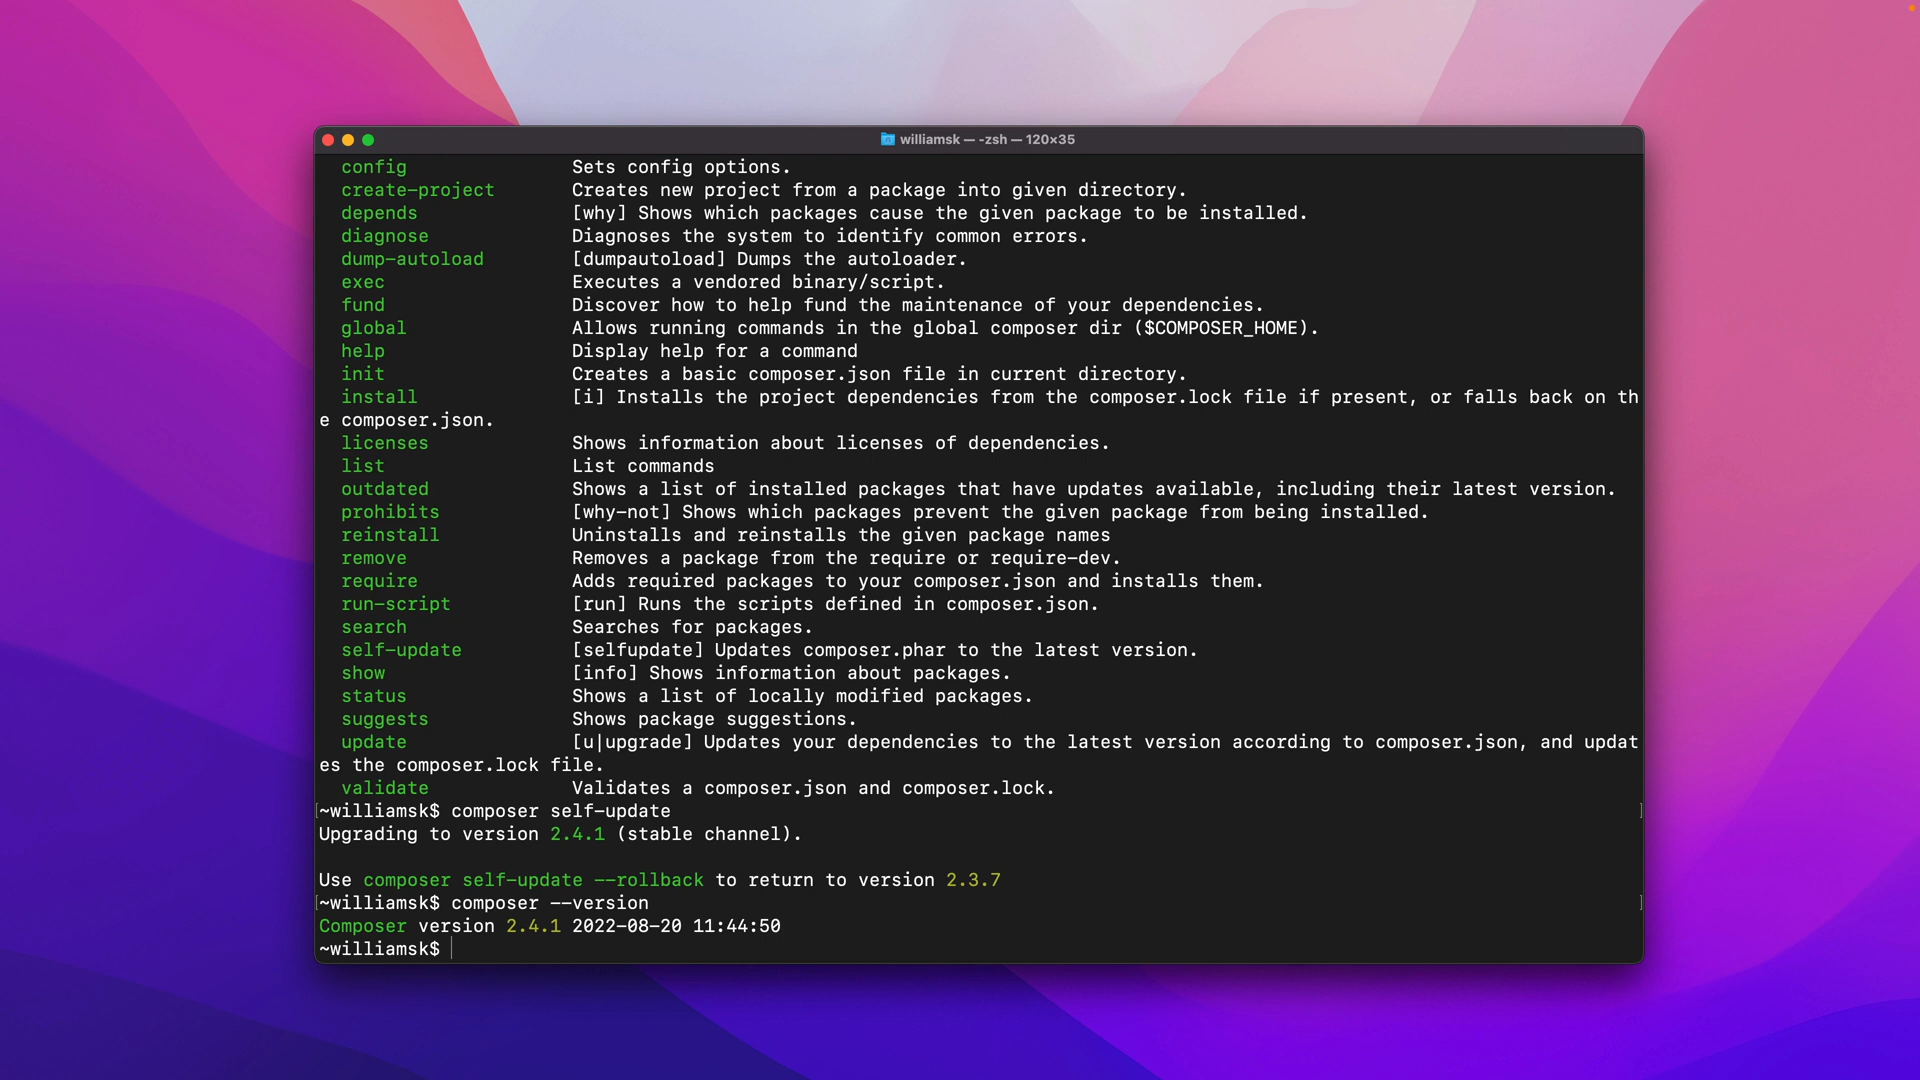 williamsk — -zsh — 120×35
config Sets config options.
create-project Creates new project from a package into given directory.
depends [why] Shows which packages cause the given package to be installed.
diagnose Diagnoses the system to identify common errors.
dump-autoload [dumpautoload] Dumps the autoloader.
exec Executes a vendored binary/script.
fund Discover how to help fund the maintenance of your dependencies.
global Allows running commands in the global composer dir ($COMPOSER_HOME).
help Display help for a command
init Creates a basic composer.json file in current directory.
install [i] Installs the project dependencies from the composer.lock file if present, or falls back on th
e composer.json.
licenses Shows information about licenses of dependencies.
list List commands
outdated Shows a list of installed packages that have updates available, including their latest version.
prohibits [why-not] Shows which packages prevent the given package from being installed.
reinstall Uninstalls and reinstalls the given package names
remove Removes a package from the require or require-dev.
require Adds required packages to your composer.json and installs them.
run-script [run] Runs the scripts defined in composer.json.
search Searches for packages.
self-update [selfupdate] Updates composer.phar to the latest version.
show [info] Shows information about packages.
status Shows a list of locally modified packages.
suggests Shows package suggestions.
update [u|upgrade] Updates your dependencies to the latest version according to composer.json, and updat
es the composer.lock file.
validate Validates a composer.json and composer.lock.
[~williamsk$ composer self-update ]
Upgrading to version 2.4.1 (stable channel).
Use composer self-update --rollback to return to version 2.3.7
[~williamsk$ composer --version ]
Composer version 2.4.1 2022-08-20 11:44:50
~williamsk$